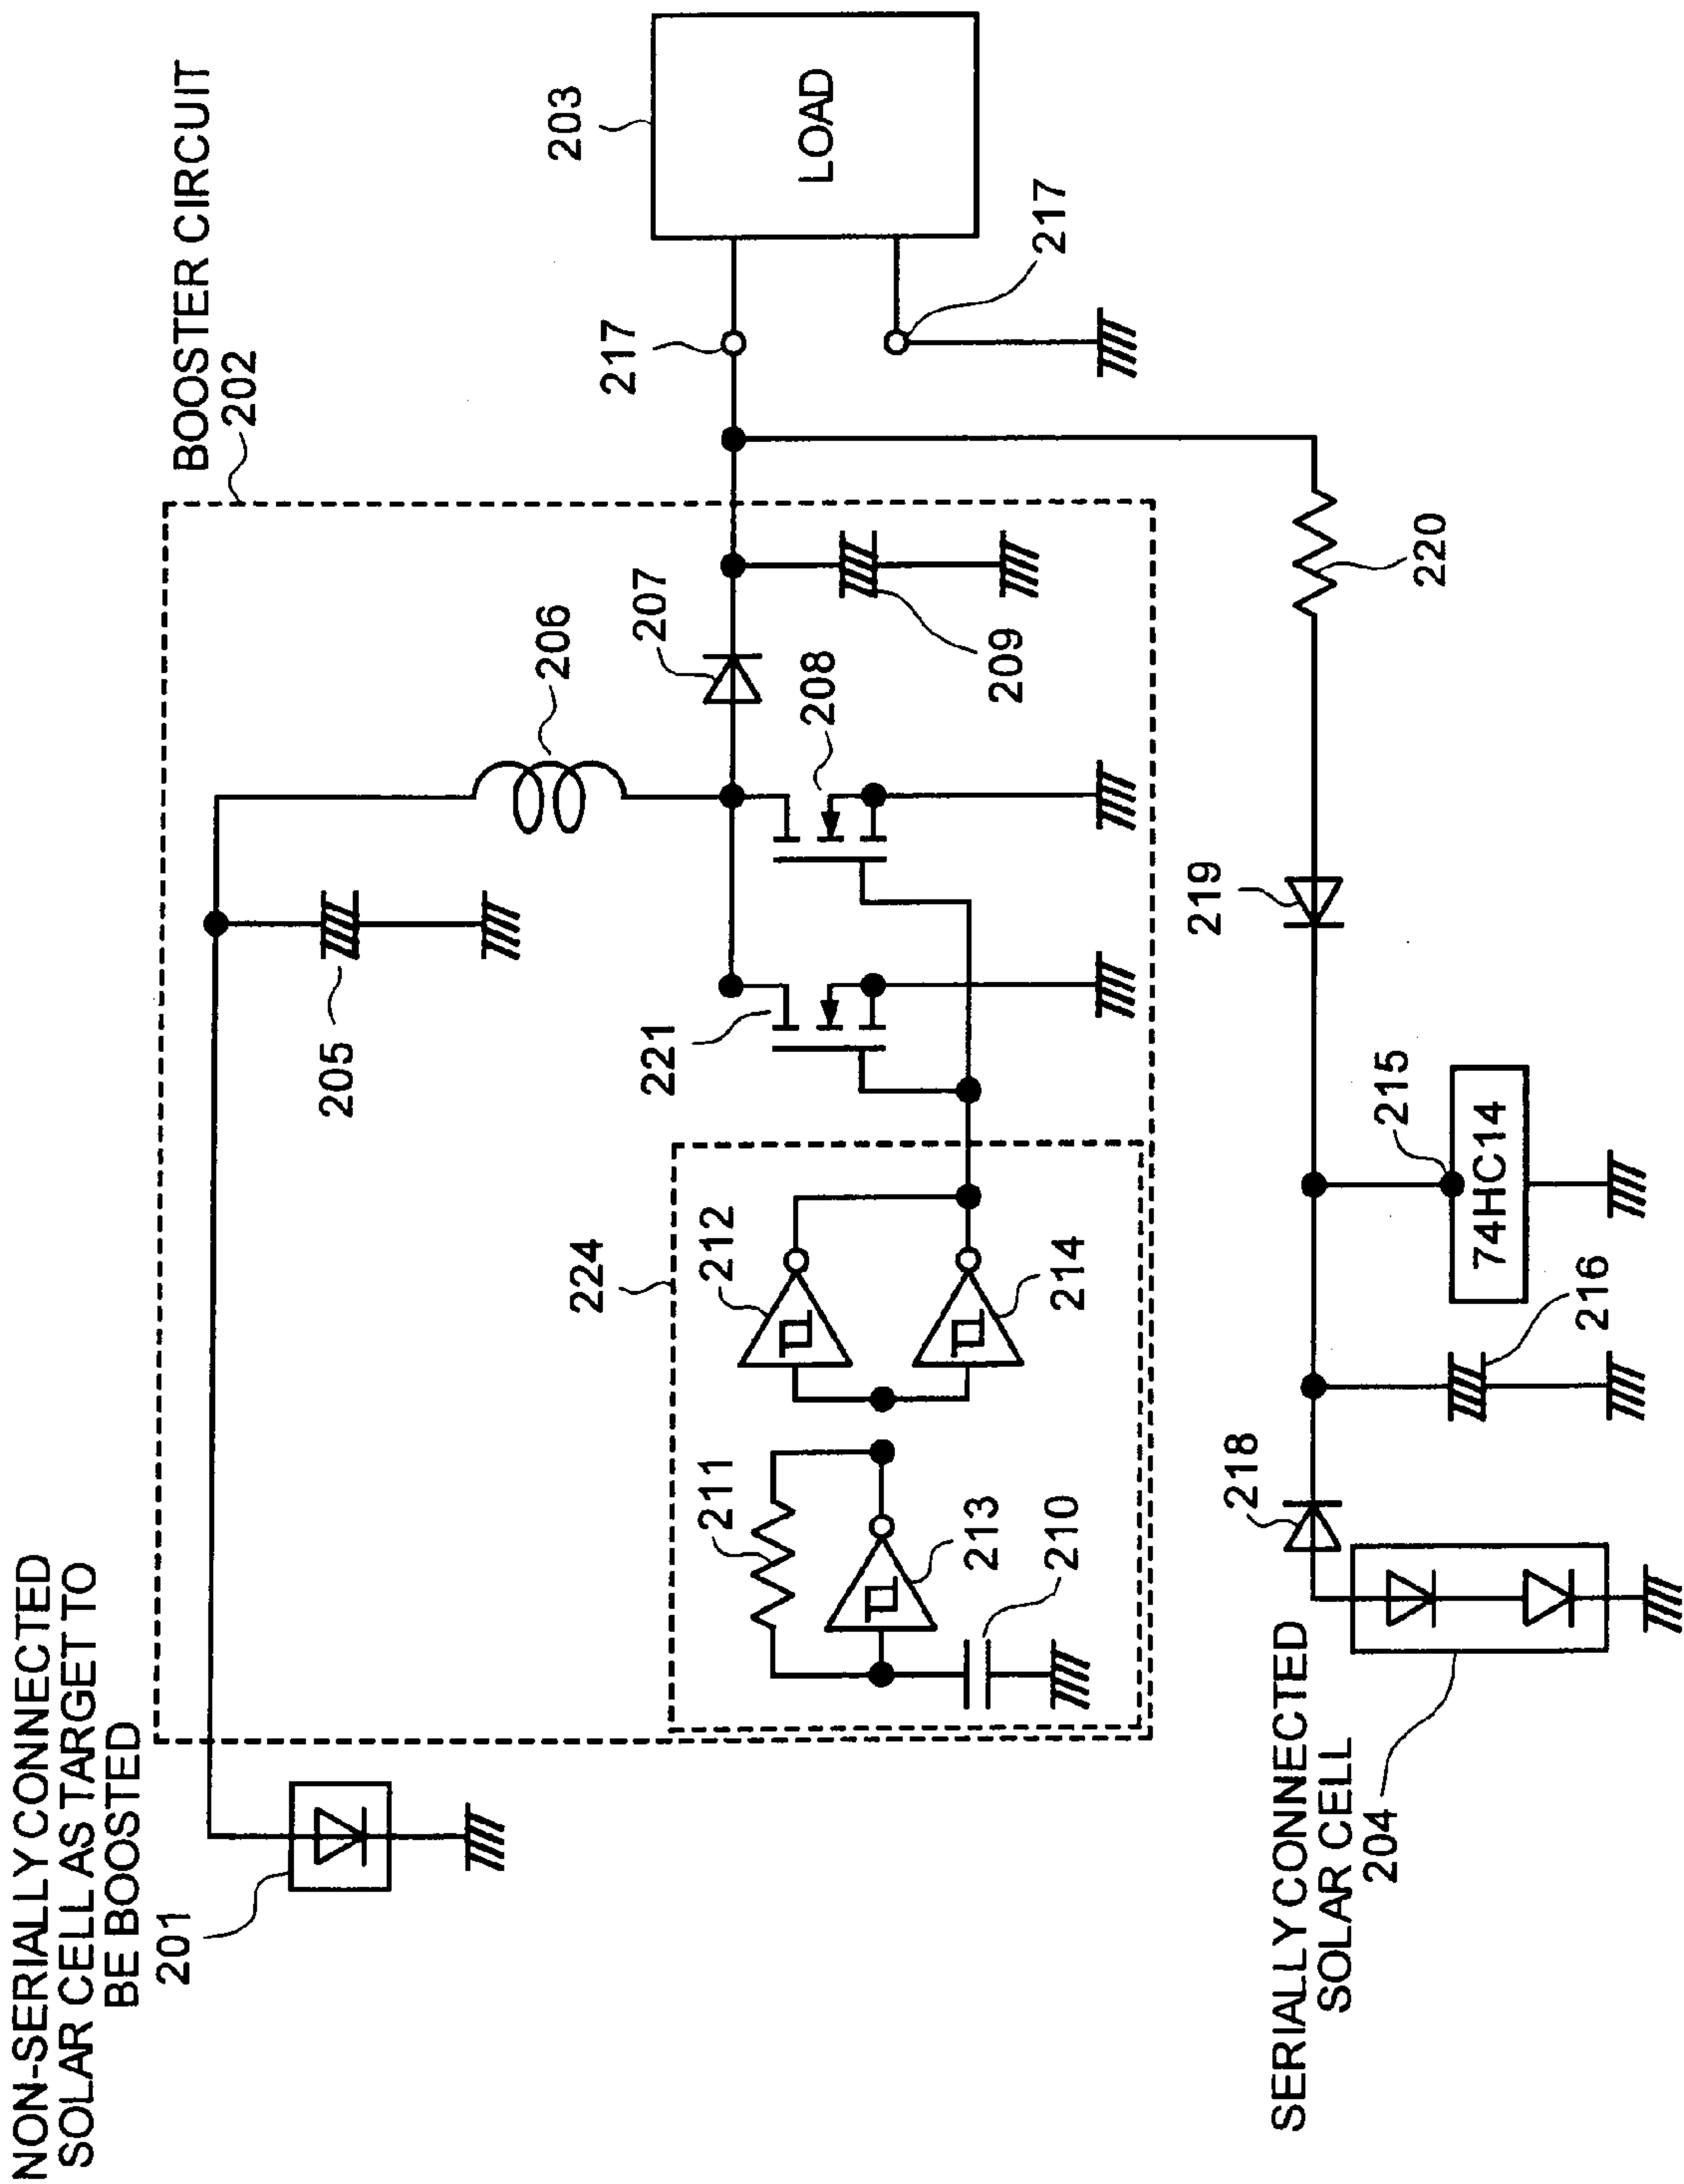 NON-SERIALLY CONNECTED
SOLAR CELL AS TARGET TO
BE BOOSTED
201
BOOSTER CIRCUIT
202
205
206
207
208
209
221
224
212
214
211
213
210
217
217
203
LOAD
SERIALLY CONNECTED
SOLAR CELL
204
218
216
215
74HC14
219
220